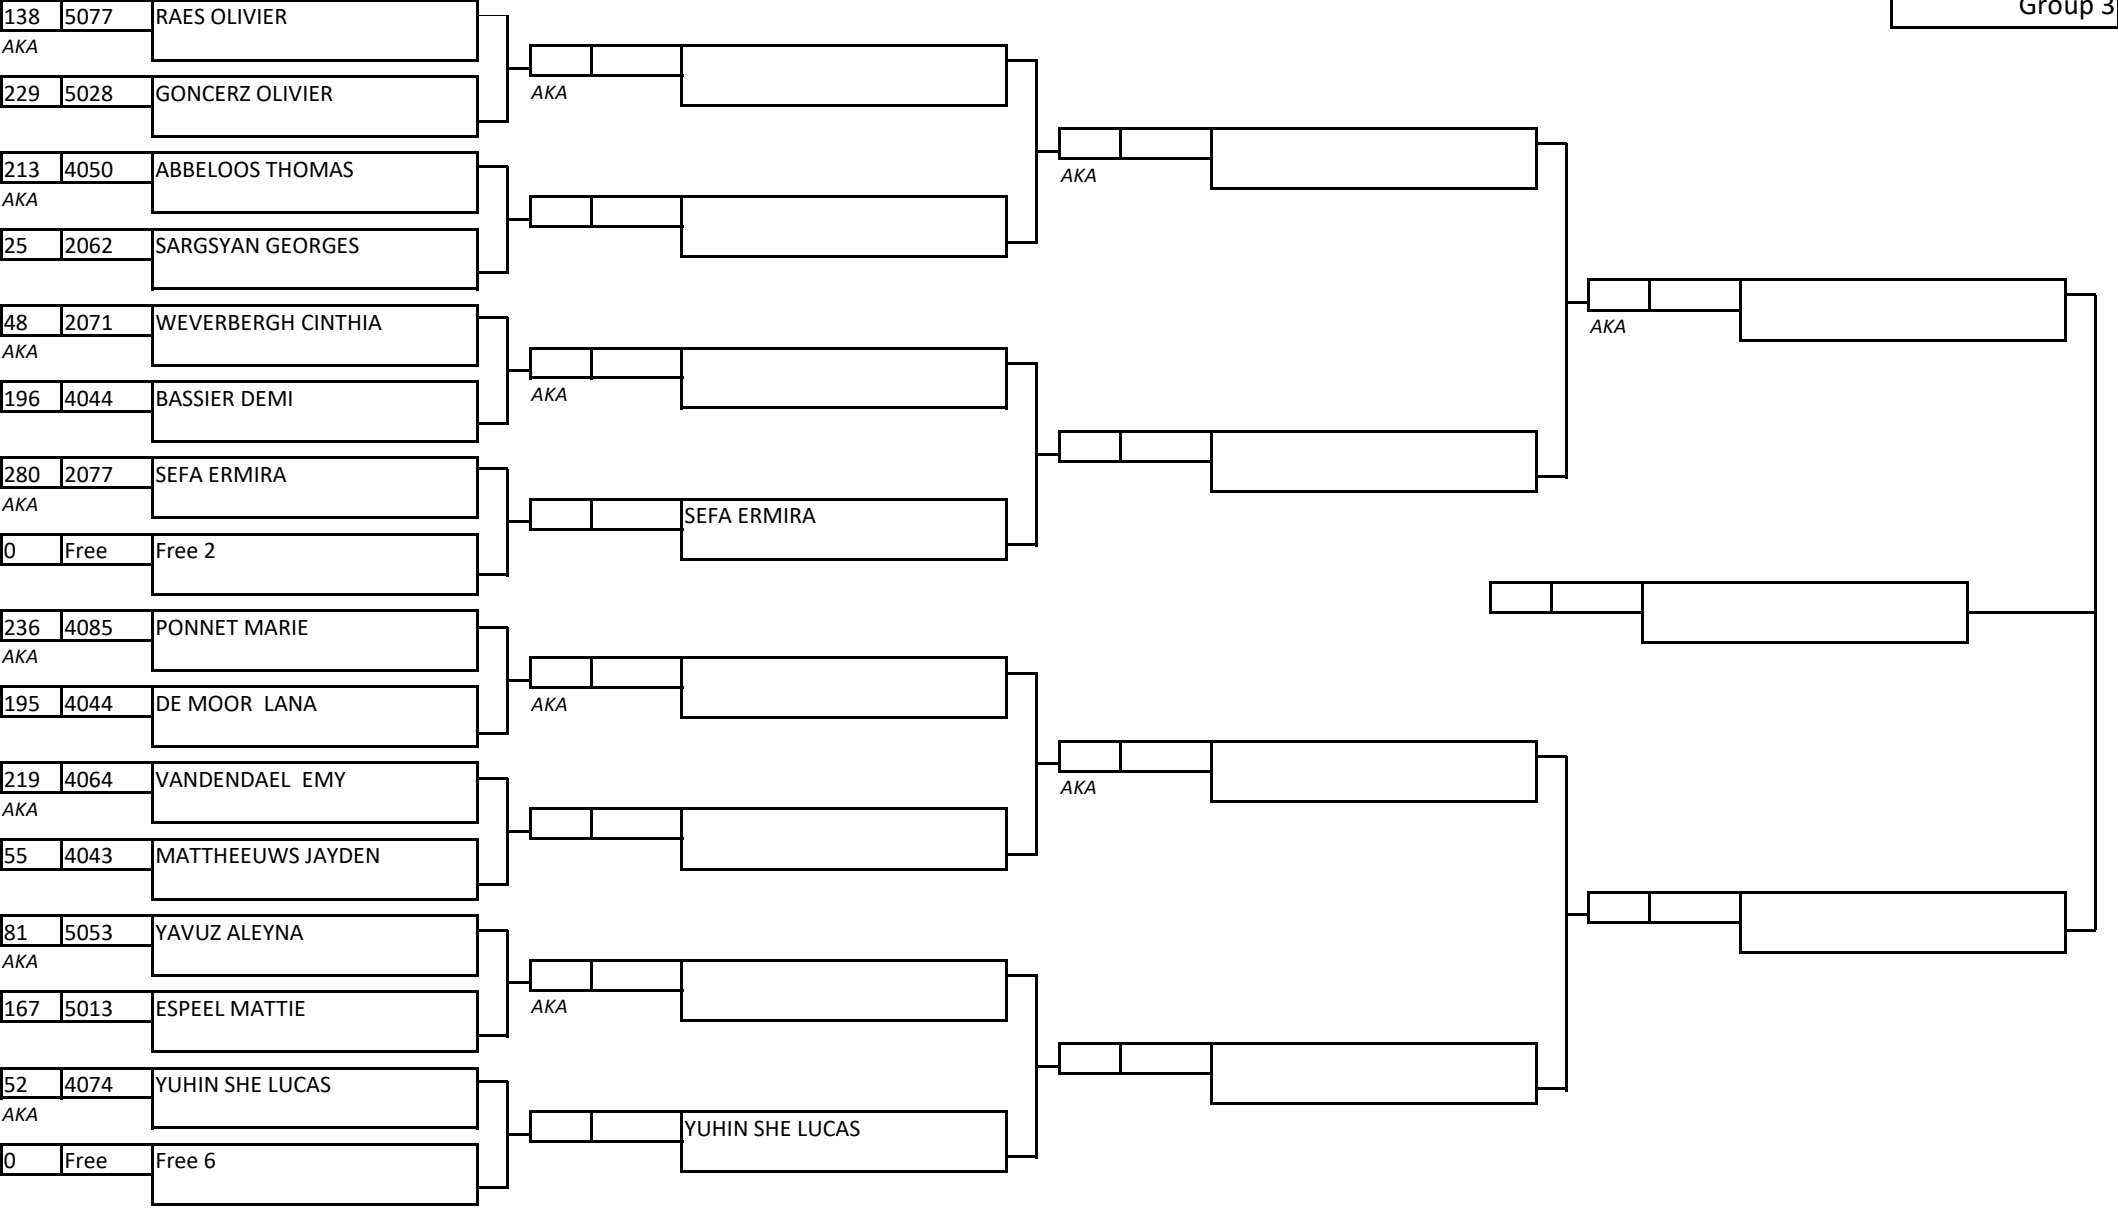 Group 3
138 5077 RAES OLIVIER
AKA
229 5028 GONCERZ OLIVIER
AKA
213 4050 ABBELOOS THOMAS
AKA
AKA
25 2062 SARGSYAN GEORGES
48 2071 WEVERBERGH CINTHIA
AKA
AKA
196 4044 BASSIER DEMI
AKA
280 2077 SEFA ERMIRA
AKA
SEFA ERMIRA
0 Free Free 2
236 4085 PONNET MARIE
AKA
195 4044 DE MOOR  LANA
AKA
219 4064 VANDENDAEL  EMY
AKA
AKA
55 4043 MATTHEEUWS JAYDEN
81 5053 YAVUZ ALEYNA
AKA
167 5013 ESPEEL MATTIE
AKA
52 4074 YUHIN SHE LUCAS
AKA
YUHIN SHE LUCAS
0 Free Free 6